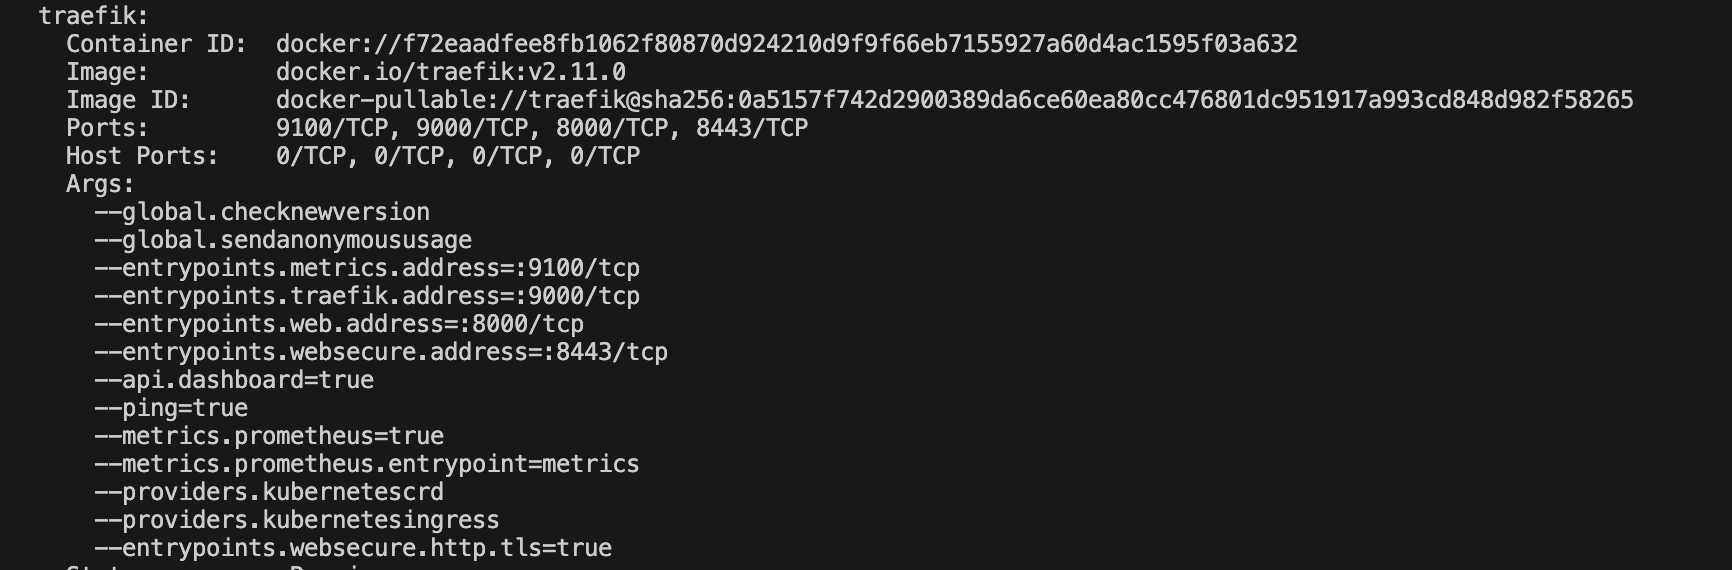 traefik:
Container ID:  docker://f72eaadfee8fb1062f80870d924210d9f9f66eb7155927a60d4ac1595f03a632
Image:         docker.io/traefik:v2.11.0
Image ID:      docker-pullable://traefik@sha256:0a5157f742d2900389da6ce60ea80cc476801dc951917a993cd848d982f58265
Ports:         9100/TCP, 9000/TCP, 8000/TCP, 8443/TCP
Host Ports:    0/TCP, 0/TCP, 0/TCP, 0/TCP
Args:
--global.checknewversion
--global.sendanonymoususage
--entrypoints.metrics.address=:9100/tcp
--entrypoints.traefik.address=:9000/tcp
--entrypoints.web.address=:8000/tcp
--entrypoints.websecure.address=:8443/tcp
--api.dashboard=true
--ping=true
--metrics.prometheus=true
--metrics.prometheus.entrypoint=metrics
--providers.kubernetescrd
--providers.kubernetesingress
--entrypoints.websecure.http.tls=true